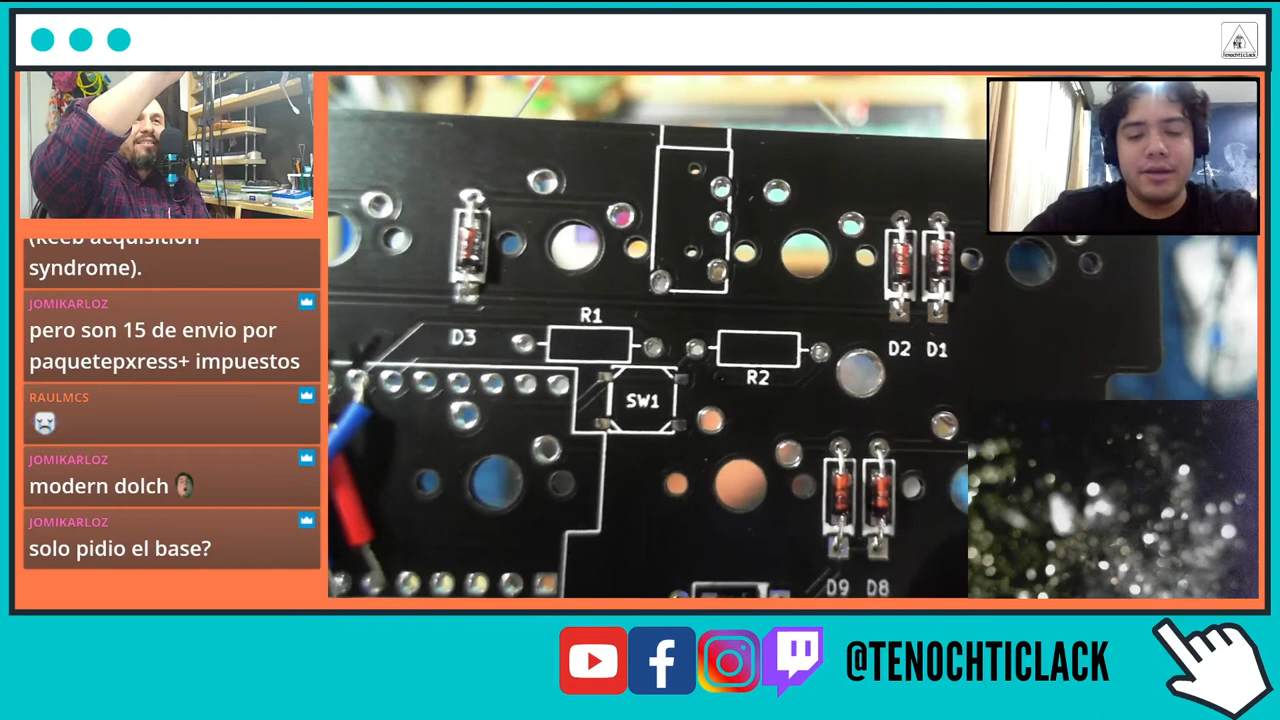 Tenochticlack
(keeb acquisition
syndrome).
JOMIKARLOZ
pero son 15 de envio por
paquetepxress+ impuestos
RAULMCS
JOMIKARLOZ
modern dolch
JOMIKARLOZ
solo pidio el base?
R1
D3
R2
D2 D1
SW1
D9 D8
@TENOCHTICLACK